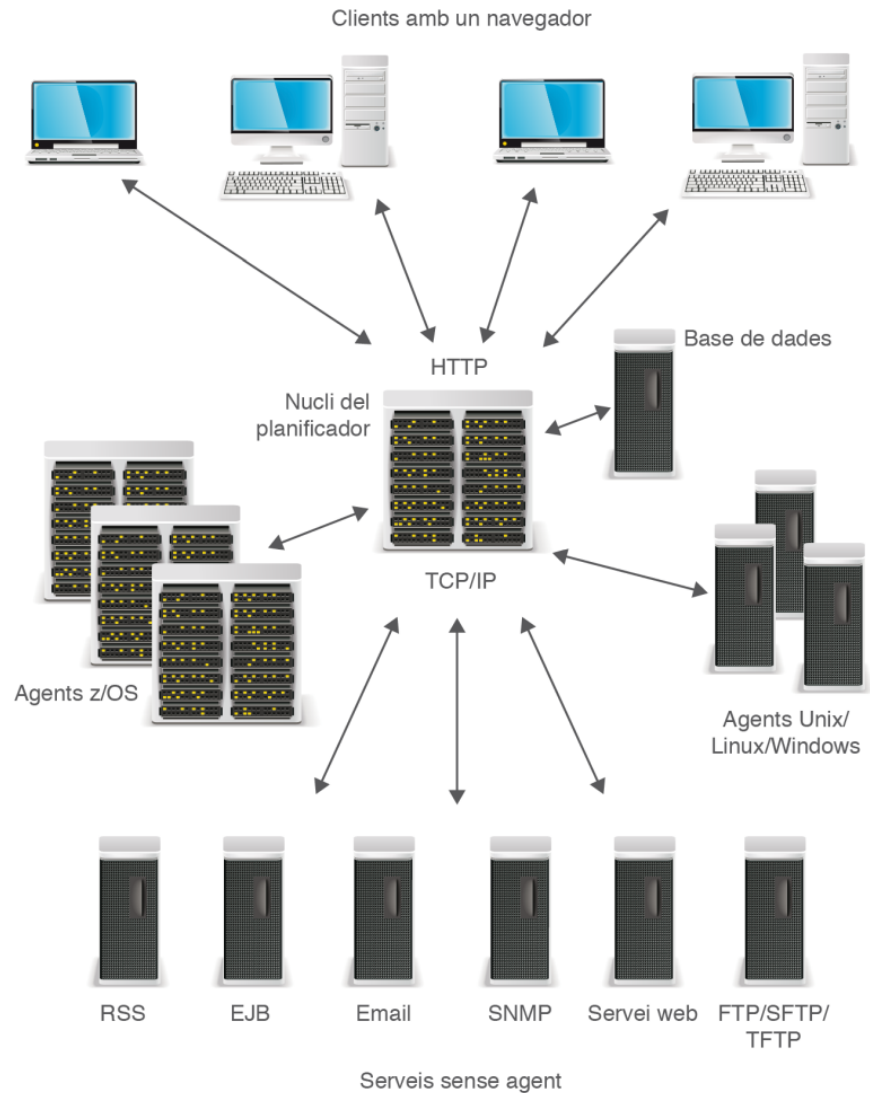 Clients amb un navegador
Base de dades
HTTP
Nucli del
planificador
TCP/IP
Agents z/OS
Agents Unix/
Linux/Windows
RSS
EJB
Email
SNMP
Servei web
FTP/SFTP/
TFTP
Serveis sense agent